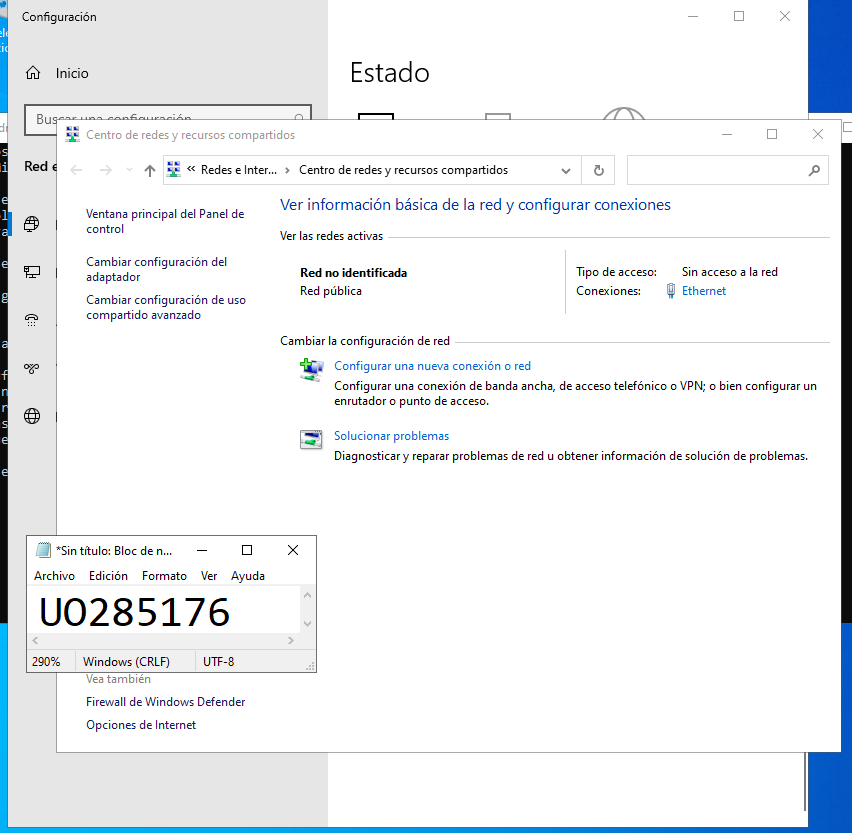 Configuración
Inicio
Estado
Buscar una configuración
Centro de redes y recursos compartidos
Red e
« Redes e Inter... › Centro de redes y recursos compartidos
Ventana principal del Panel de
control
Cambiar configuración del
adaptador
Cambiar configuración de uso
compartido avanzado
Ver información básica de la red y configurar conexiones
Ver las redes activas
Red no identificada
Red pública
Tipo de acceso: Sin acceso a la red
Conexiones: Ethernet
Cambiar la configuración de red
Configurar una nueva conexión o red
Configurar una conexión de banda ancha, de acceso telefónico o VPN; o bien configurar un
enrutador o punto de acceso.
Solucionar problemas
Diagnosticar y reparar problemas de red u obtener información de solución de problemas.
*Sin título: Bloc de n...
Archivo Edición Formato Ver Ayuda
UO285176
290% Windows (CRLF) UTF-8
Vea también
Firewall de Windows Defender
Opciones de Internet